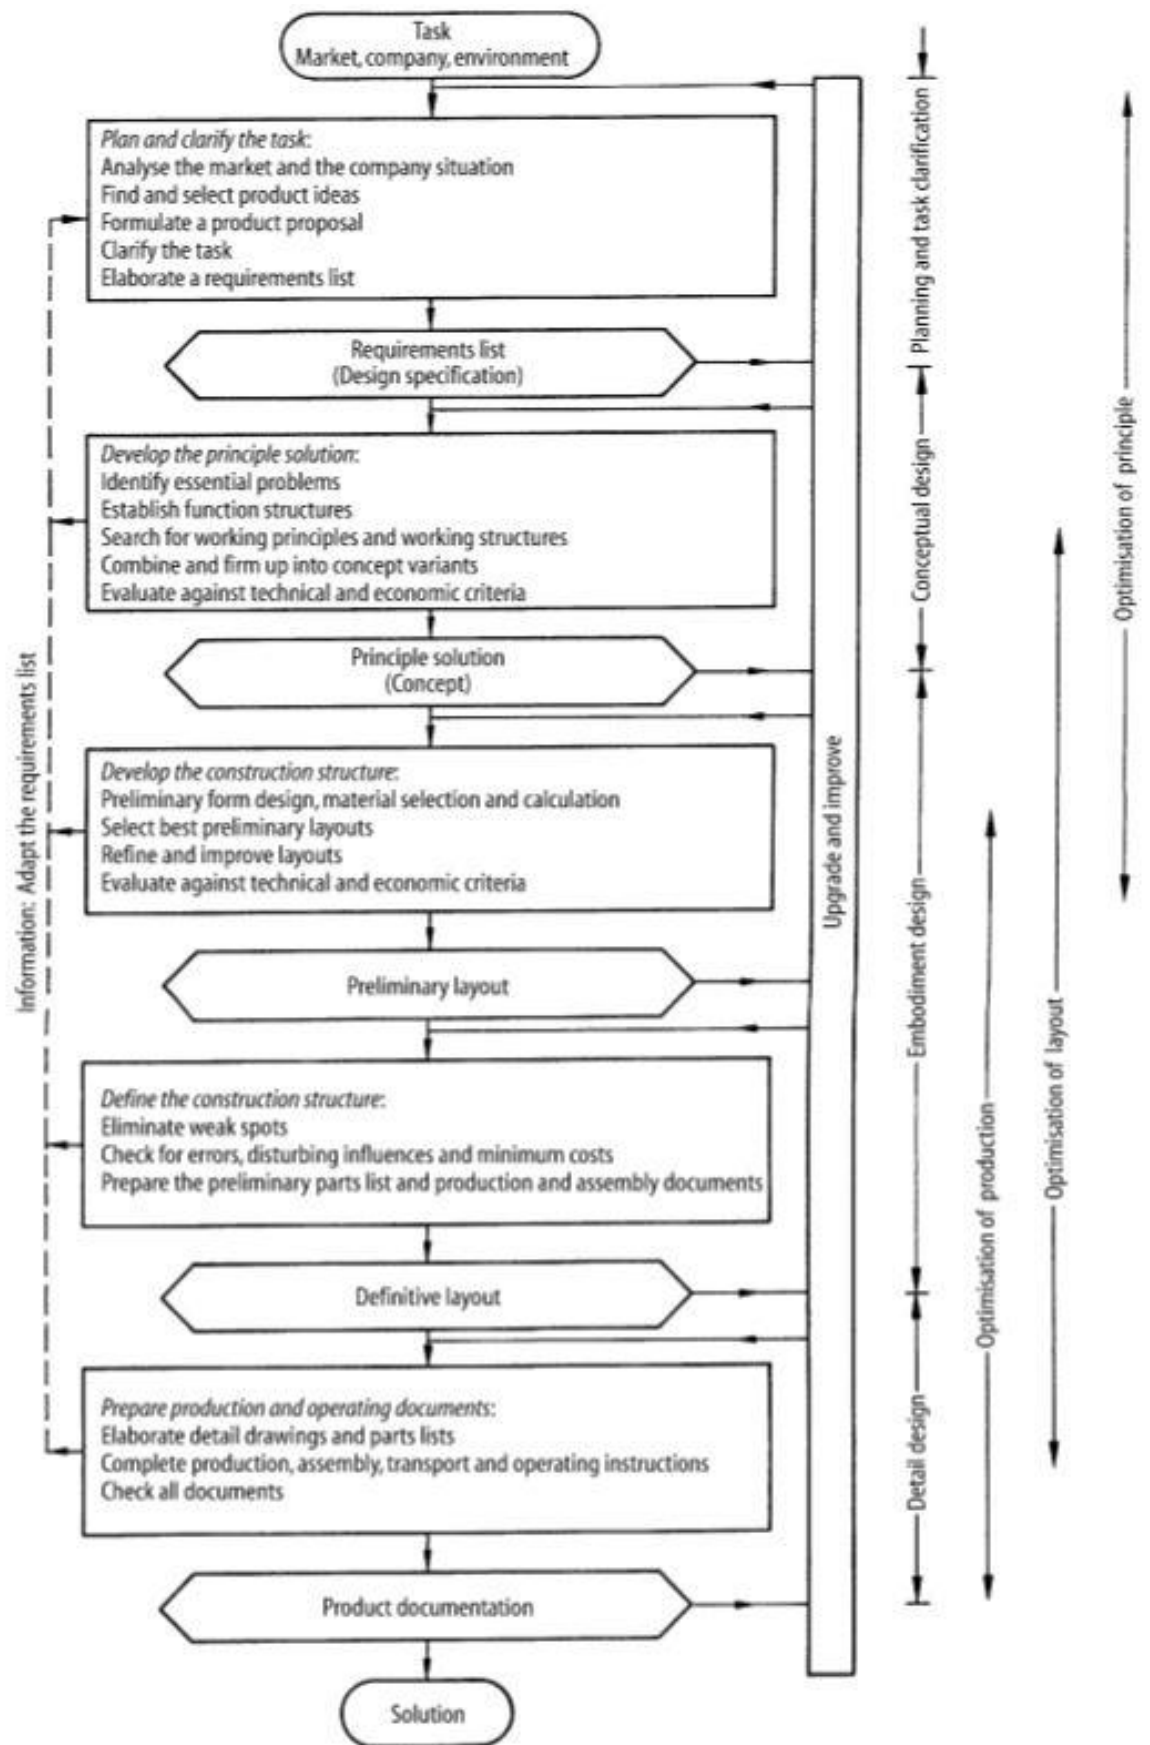 Task
Market, company, environment
Plan and clarify the task:
Analyse the market and the company situation
Find and select product ideas
Formulate a product proposal
Clarify the task
Elaborate a requirements list
Requirements list
(Design specification)
Develop the principle solution:
Identify essential problems
Establish function structures
Search for working principles and working structures
Combine and firm up into concept variants
Evaluate against technical and economic criteria
Principle solution
(Concept)
Develop the construction structure:
Preliminary form design, material selection and calculation
Select best preliminary layouts
Refine and improve layouts
Evaluate against technical and economic criteria
Preliminary layout
Define the construction structure:
Eliminate weak spots
Check for errors, disturbing influences and minimum costs
Prepare the preliminary parts list and production and assembly documents
Definitive layout
Prepare production and operating documents:
Elaborate detail drawings and parts lists
Complete production, assembly, transport and operating instructions
Check all documents
Product documentation
Solution
Information: Adapt the requirements list
Upgrade and improve
Planning and task clarification
Conceptual design
Embodiment design
Detail design
Optimisation of production
Optimisation of layout
Optimisation of principle